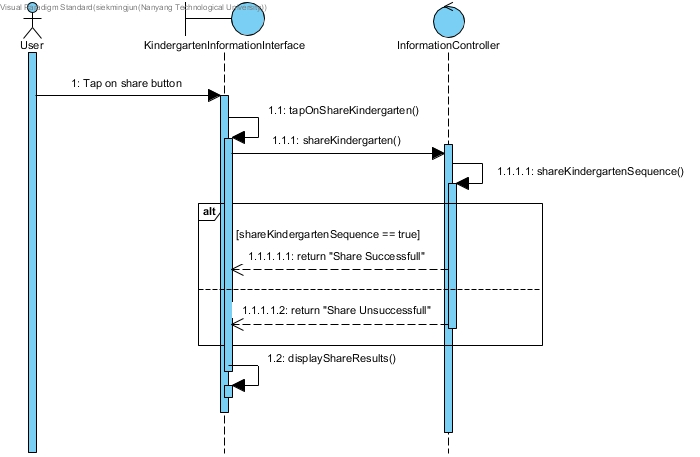 Visual Paradigm Standard(siekmingjun(Nanyang Technological University))
User
KindergartenInformationInterface
InformationController
1: Tap on share button
1.1: tapOnShareKindergarten()
1.1.1: shareKindergarten()
1.1.1.1: shareKindergartenSequence()
alt
[shareKindergartenSequence == true]
1.1.1.1.1: return "Share Successfull"
1.1.1.1.2: return "Share Unsuccessfull"
1.2: displayShareResults()